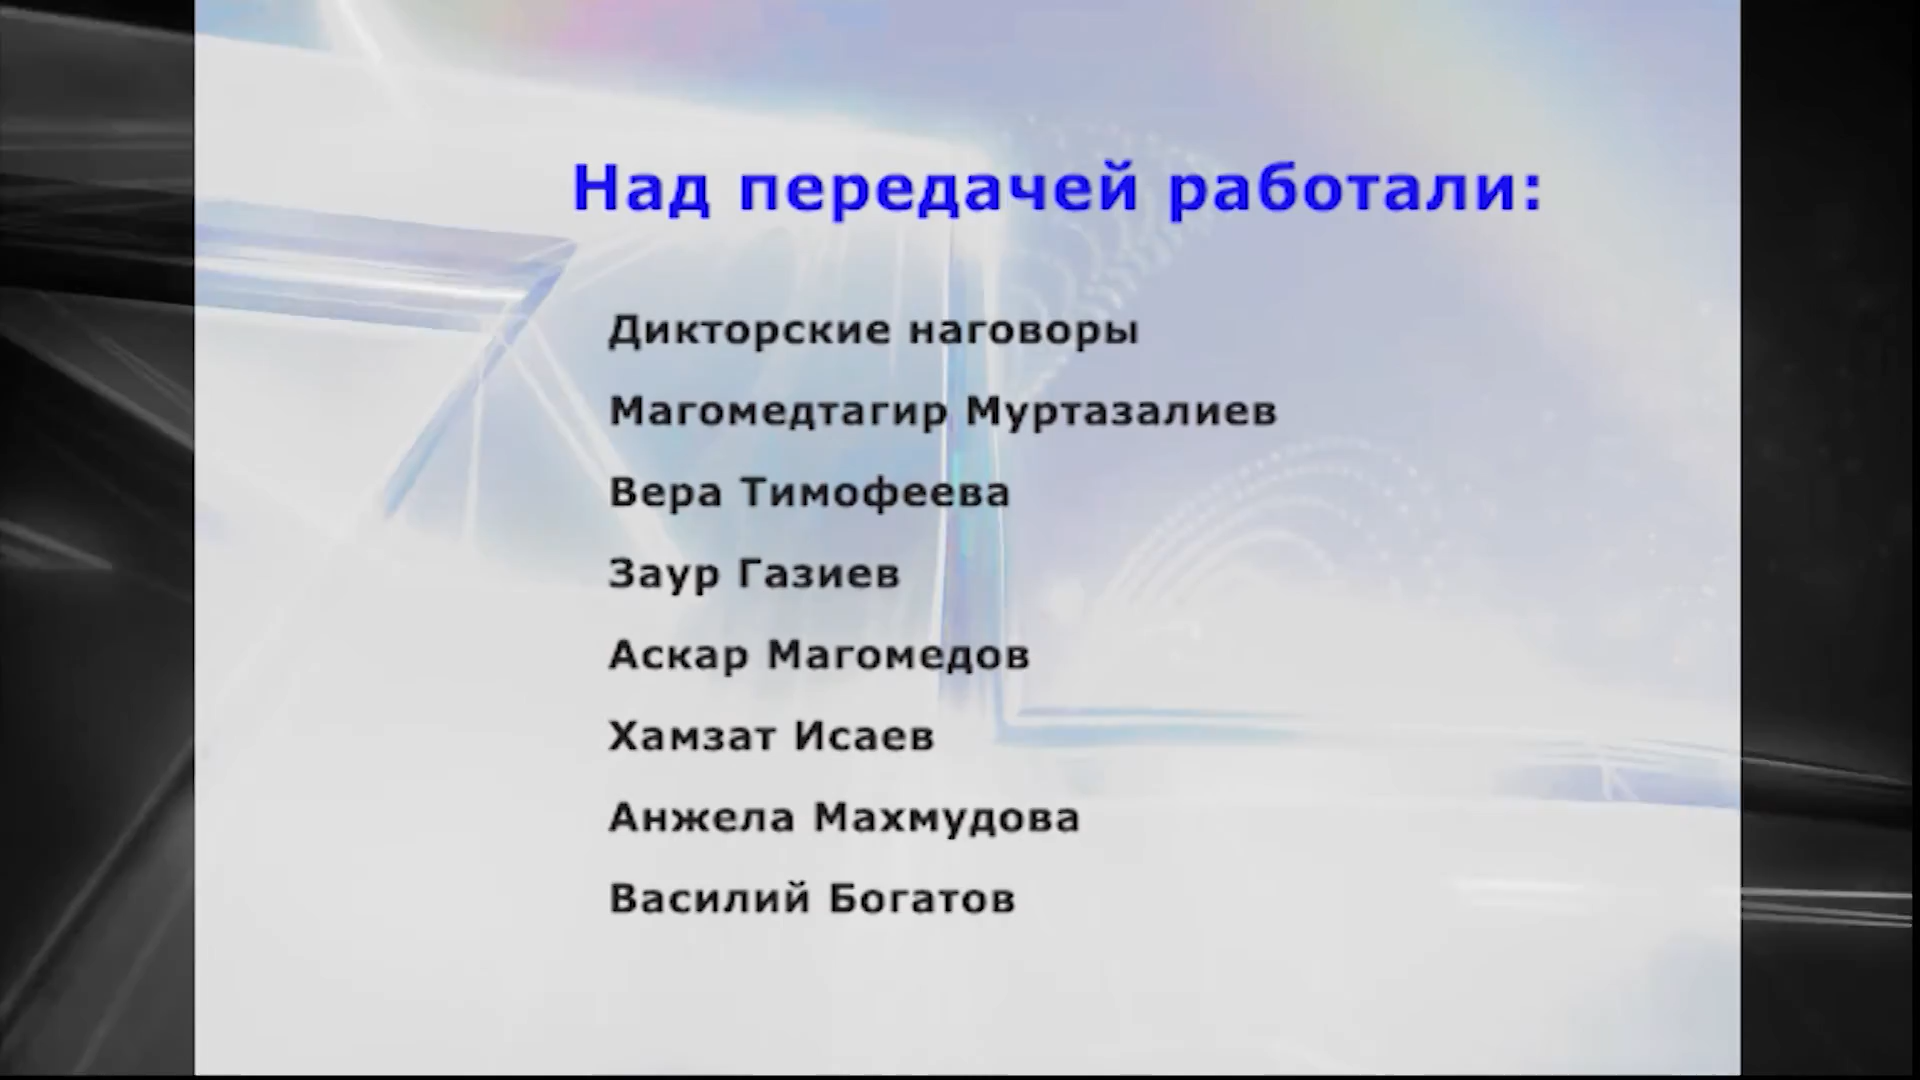 Над передачей работали:
Дикторские наговоры
Магомедтагир Муртазалиев
Вера Тимофеева
Заур Газиев
Аскар Магомедов
Хамзат Исаев
Анжела Махмудова
Василий Богатов